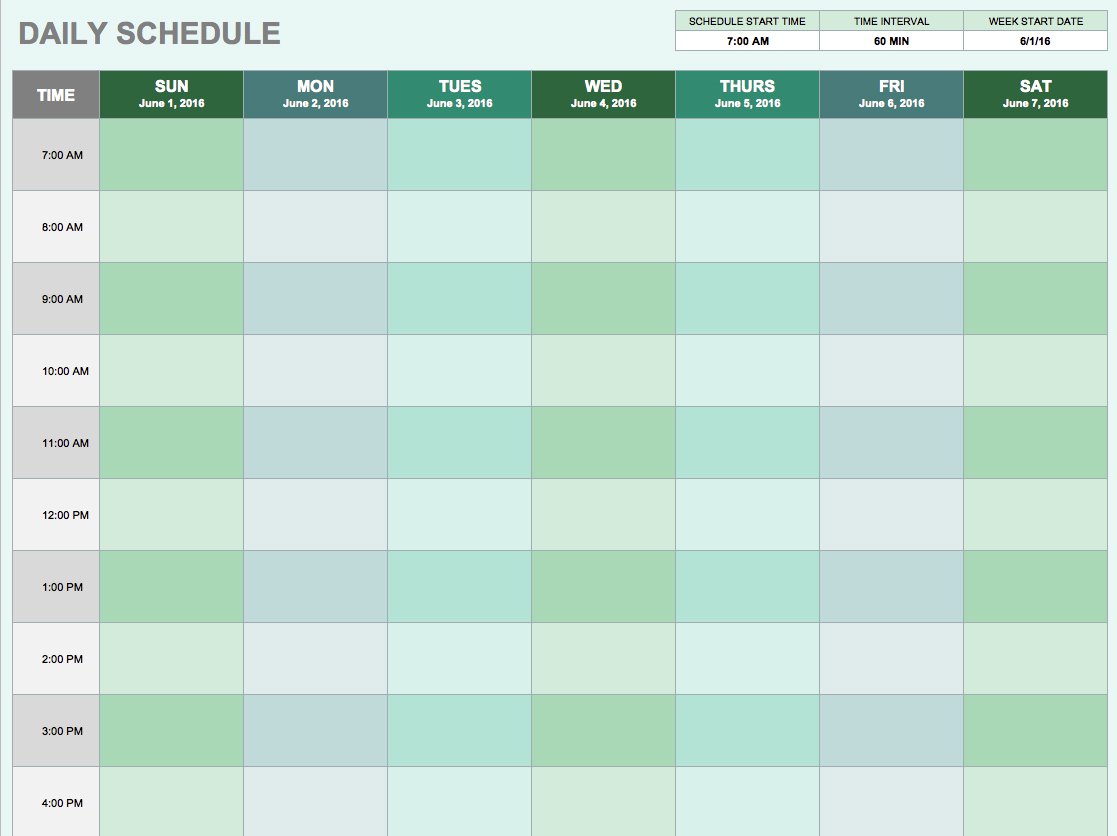 DAILY SCHEDULE
SCHEDULE START TIME TIME INTERVAL WEEK START DATE
7:00 AM 60 MIN 6/1/16
TIME SUN MON TUES WED THURS FRI SAT
June 1, 2016 June 2, 2016 June 3, 2016 June 4, 2016 June 5, 2016 June 6, 2016 June 7, 2016
7:00 AM
8:00 AM
9:00 AM
10:00 AM
11:00 AM
12:00 PM
1:00 PM
2:00 PM
3:00 PM
4:00 PM